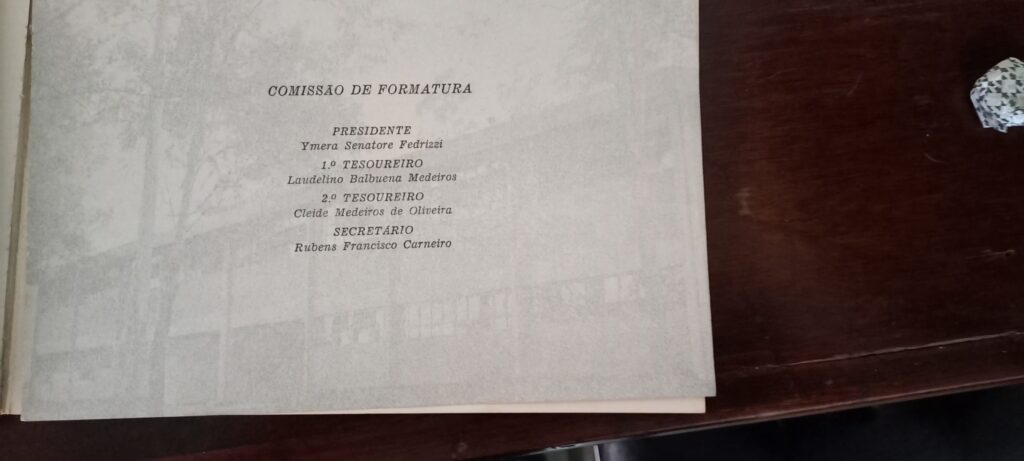 COMISSÃO DE FORMATURA
PRESIDENTE
Ymera Senatore Fedrizzi
1.º TESOUREIRO
Laudelino Balbuena Medeiros
2.º TESOUREIRO
Cleide Medeiros de Oliveira
SECRETÁRIO
Rubens Francisco Carneiro